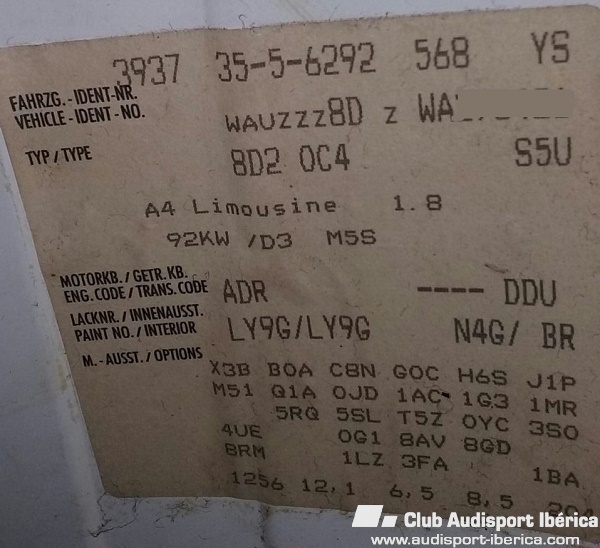 3937 35-5-6292 568 YS
FAHRZG.-IDENT-NR.
VEHICLE-IDENT-NO.
WAUZZZ8D Z WA
TYP/TYPE 8D2 0C4 S5U
A4 Limousine 1.8
92KW /D3 M5S
MOTORKB./GETR.KB.
ENG.CODE/TRANS.CODE ADR ---- DDU
LACKNR./INNENAUSST.
PAINT NO./INTERIOR LY9G/LY9G N4G/ BR
M.-AUSST./OPTIONS
X3B B0A C8N G0C H6S J1P
M51 Q1A 0JD 1AC 1G3 1MR
5RQ 5SL T5Z 0YC 3S0
4UE 0G1 8AV 8GD
8RM 1LZ 3FA 1BA
1256 12,1 6,5 8,5
Club Audisport Ibérica
www.audisport-iberica.com